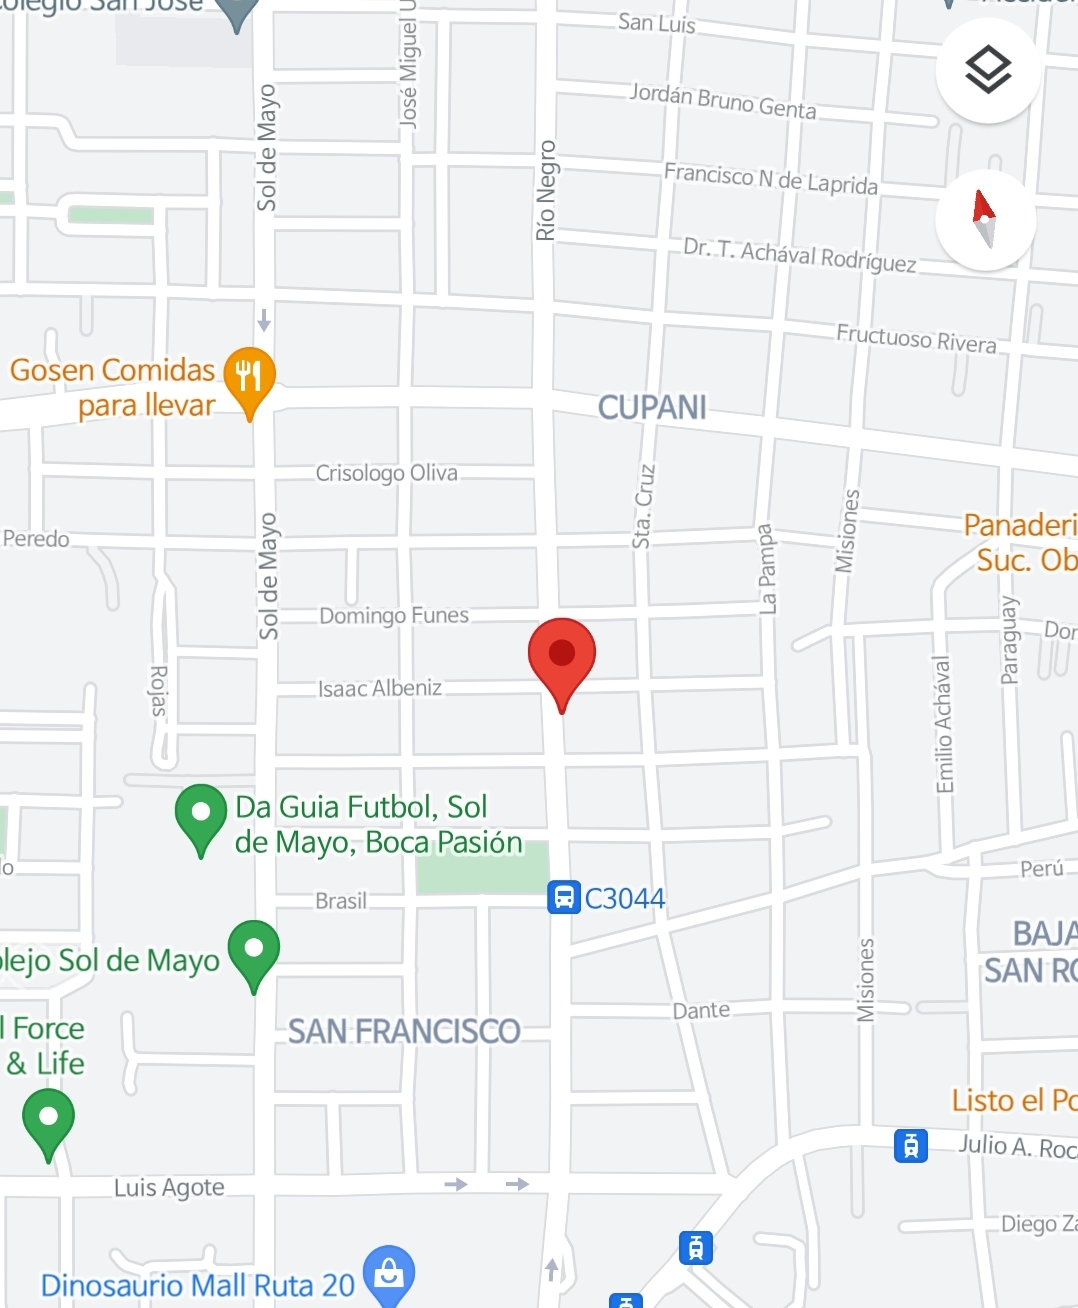 olegio San José
San Luis
José Miguel U
Jordán Bruno Genta
Sol de Mayo
Río Negro
Francisco N de Laprida
Dr. T. Achával Rodríguez
Fructuoso Rivera
Gosen Comidas
para llevar
CUPANI
Crisologo Oliva
Sta. Cruz
Misiones
Panaderi
Suc. Ob
Peredo
Sol de Mayo
La Pampa
Domingo Funes
Paraguay
Dor
Isaac Albeniz
Rojas
Emilio Achával
Da Guia Futbol, Sol
de Mayo, Boca Pasión
lo
Perú
Brasil
C3044
BAJA
SAN RO
plejo Sol de Mayo
Misiones
Dante
l Force
& Life
SAN FRANCISCO
Listo el Po
Julio A. Roc
Luis Agote
Diego Za
Dinosaurio Mall Ruta 20